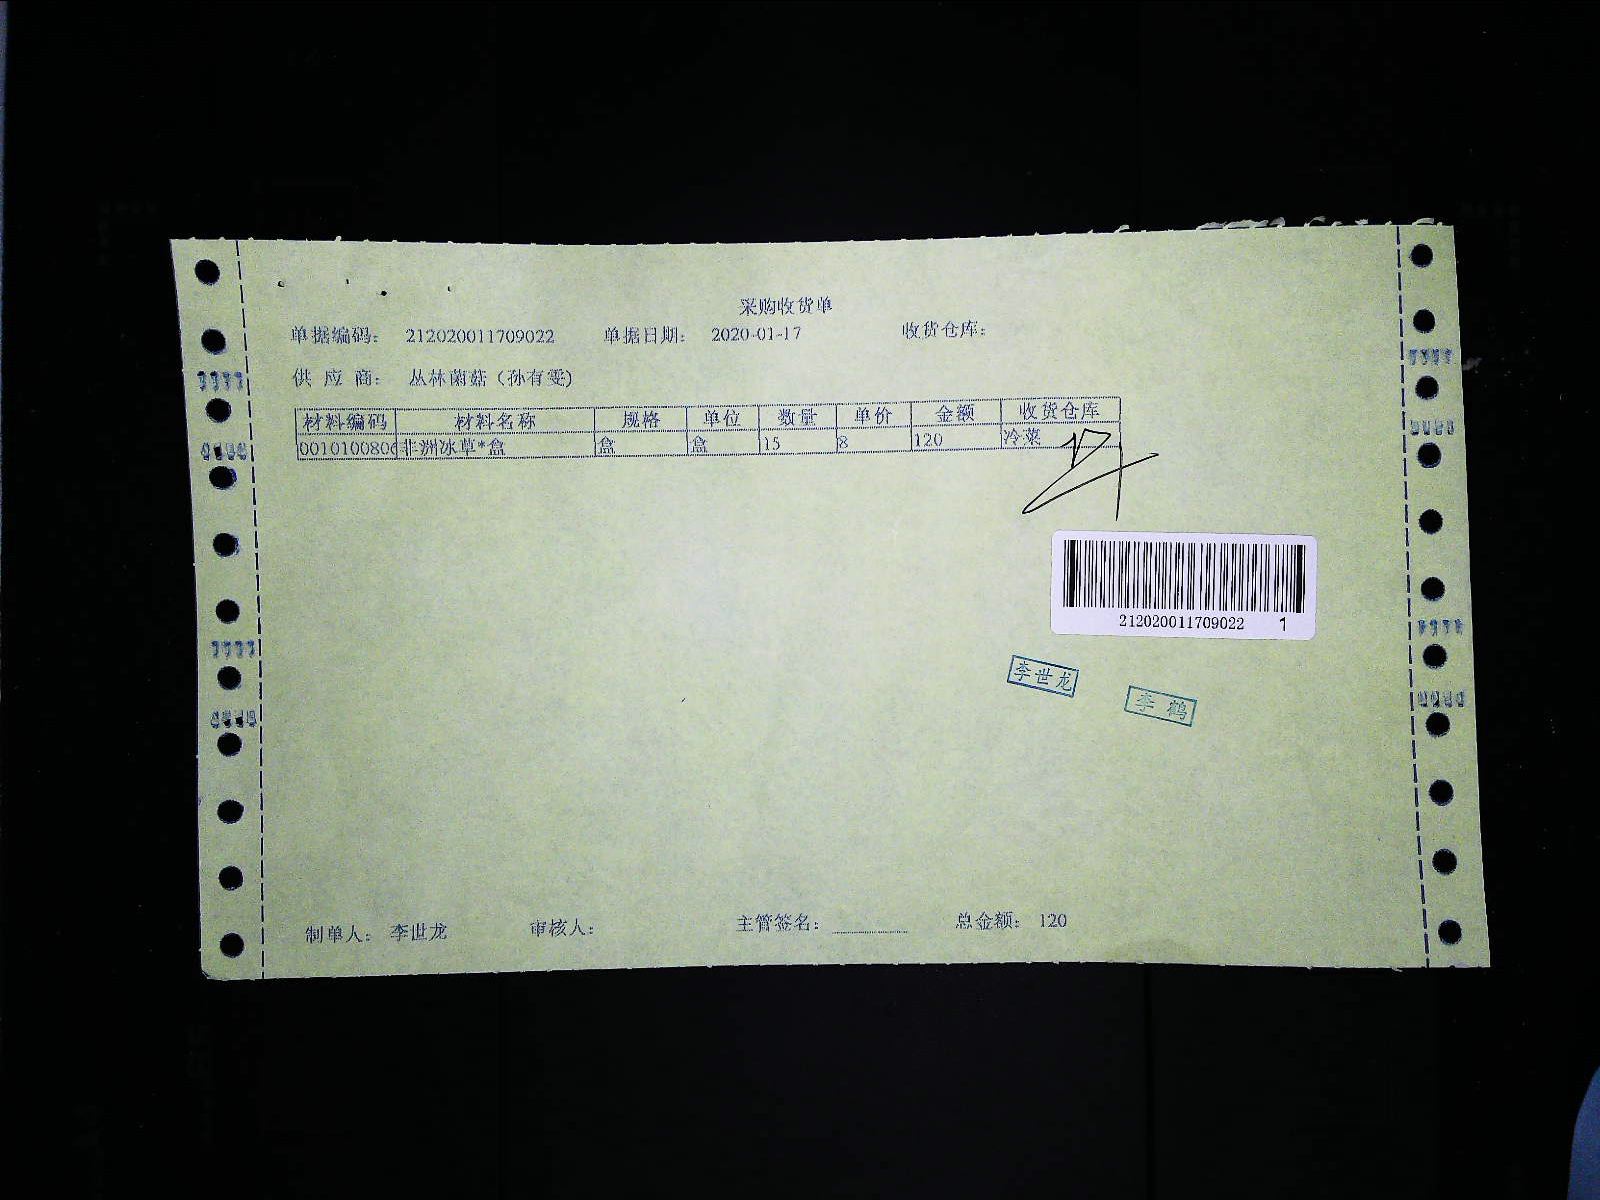 采购收货单
单据编码： 212020011709022 单据日期： 2020-01-17 收货仓库：
供 应 商： 丛林菌菇（孙有雯）
材料编码 材料名称 规格 单位 数量 单价 金额 收货仓库
0010100806 非洲冰草*盒 盒 盒 15 8 120 冷菜
212020011709022 1
李世龙
李鹤
制单人： 李世龙 审核人： 主管签名： 总金额： 120